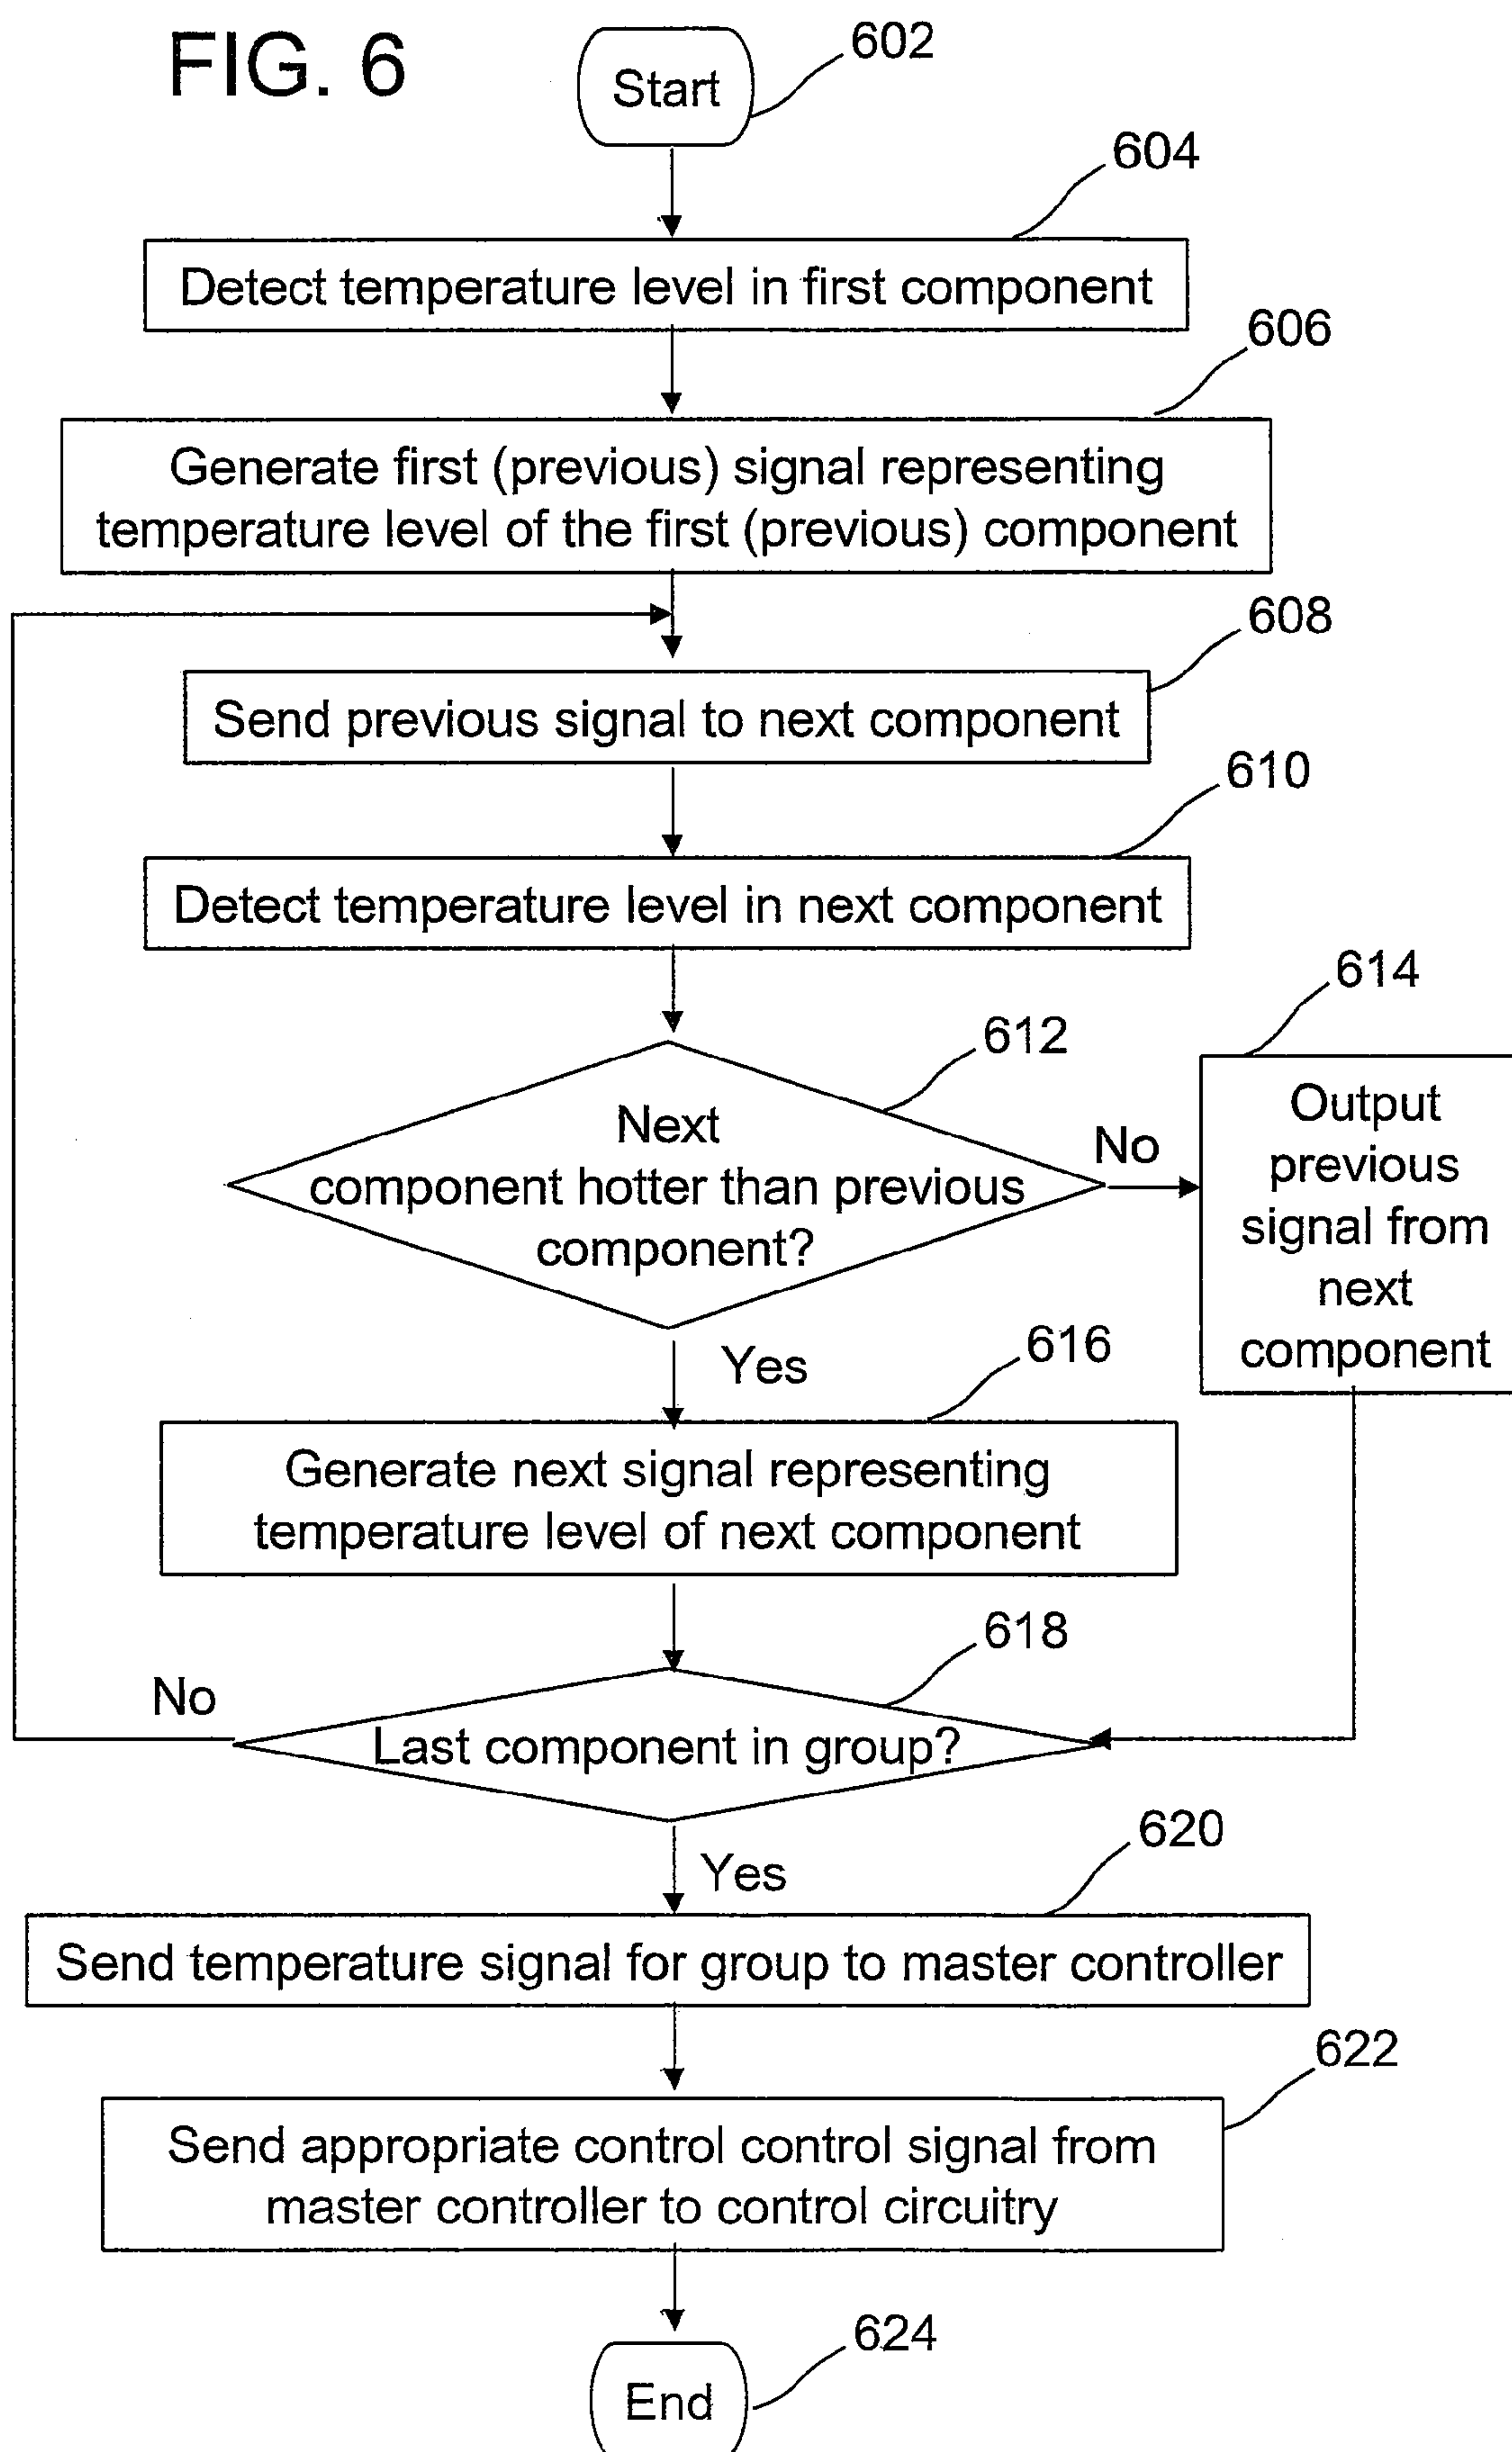 FIG. 6
Start
602
604
Detect temperature level in first component
606
Generate first (previous) signal representing
temperature level of the first (previous) component
608
Send previous signal to next component
610
Detect temperature level in next component
612
Next
component hotter than previous
component?
No
614
Output
previous
signal from
next
component
Yes
616
Generate next signal representing
temperature level of next component
618
No
Last component in group?
Yes
620
Send temperature signal for group to master controller
622
Send appropriate control control signal from
master controller to control circuitry
624
End